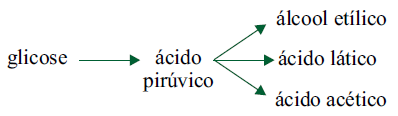 glicose
ácido
pirúvico
álcool etílico
ácido lático
ácido acético